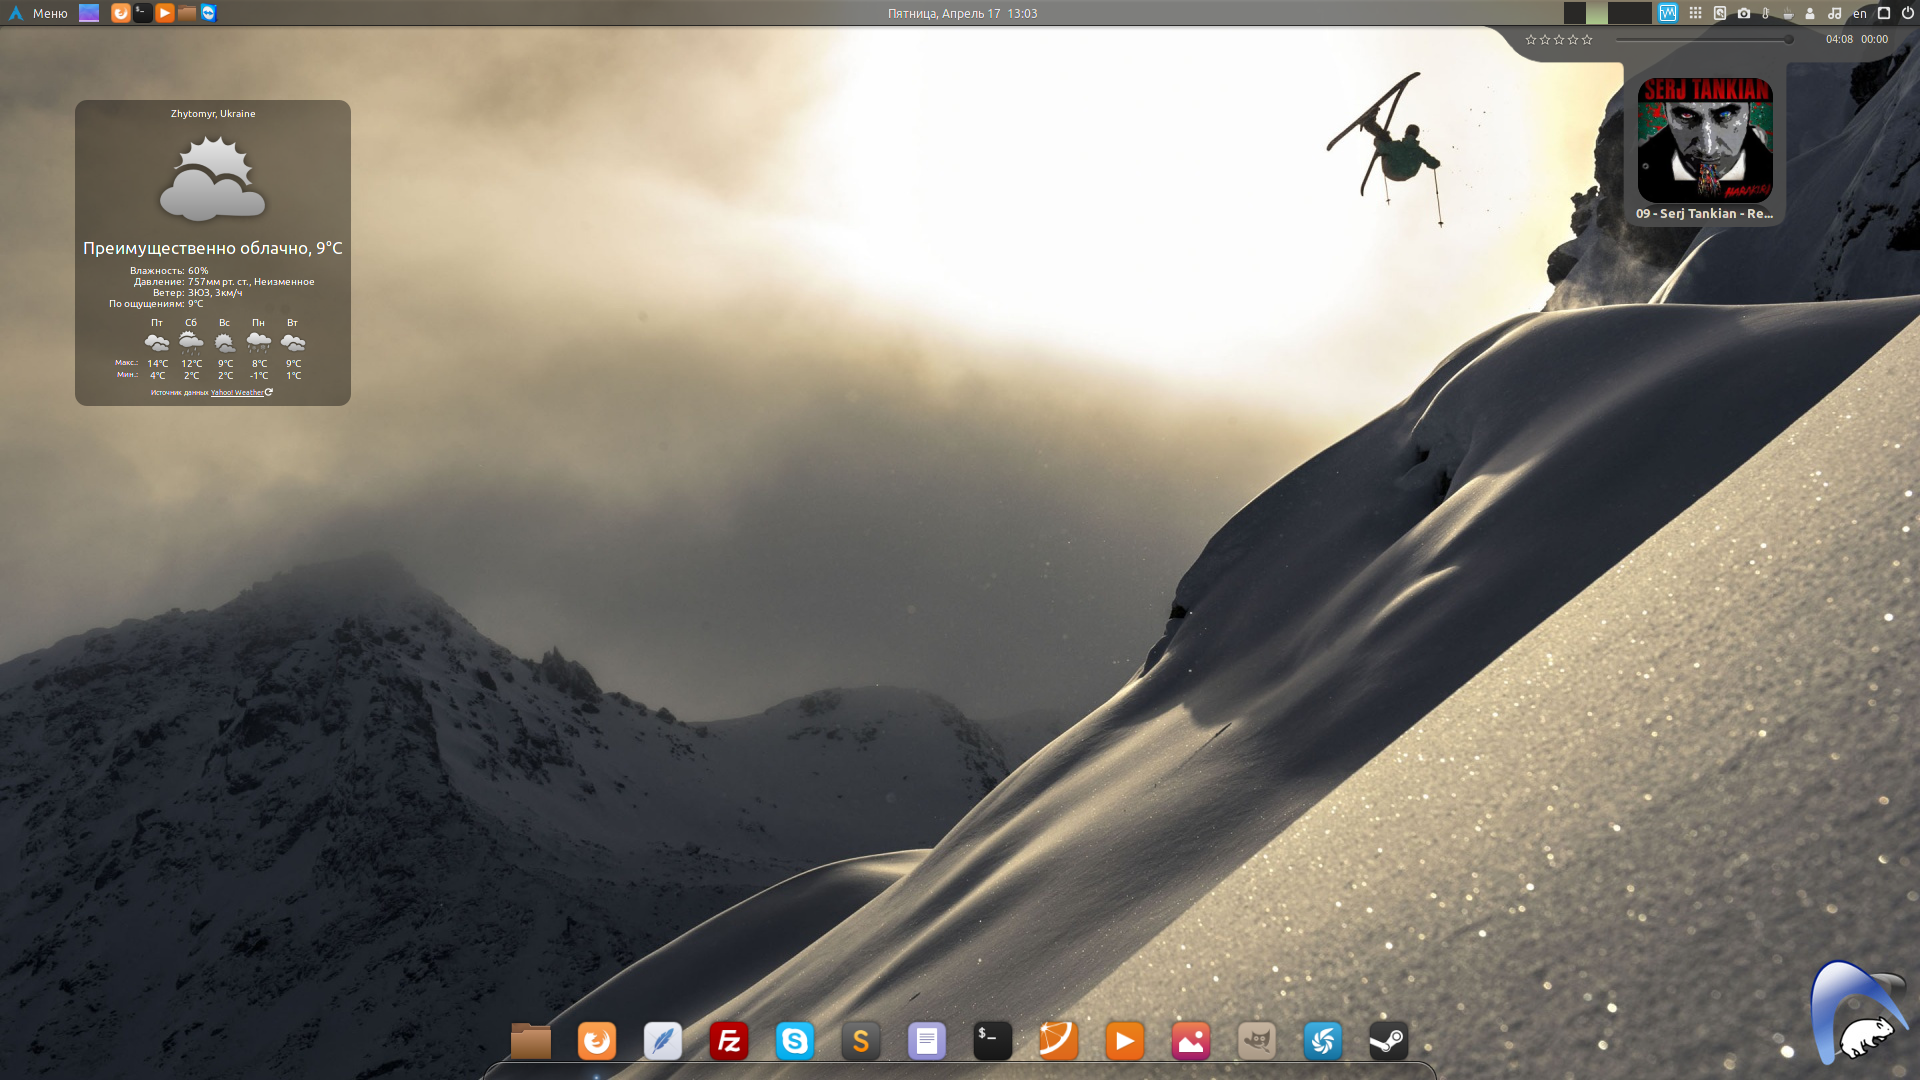 Меню
Пятница, Апрель 17 13:03
en
04:08 00:00
Zhytomyr, Ukraine
Преимущественно облачно, 9°C
Влажность: 60%
Давление: 757мм рт. ст., Неизменное
Ветер: ЗЮЗ, 3км/ч
По ощущениям: 9°C
Пт Сб Вс Пн Вт
Макс.: 14°C 12°C 9°C 8°C 9°C
Мин.: 4°C 2°C 2°C -1°C 1°C
Источник данных Yahoo! Weather
SERJ TANKIAN
HARAKIRI
09 - Serj Tankian - Re...
$_
Fz
S
S
$_